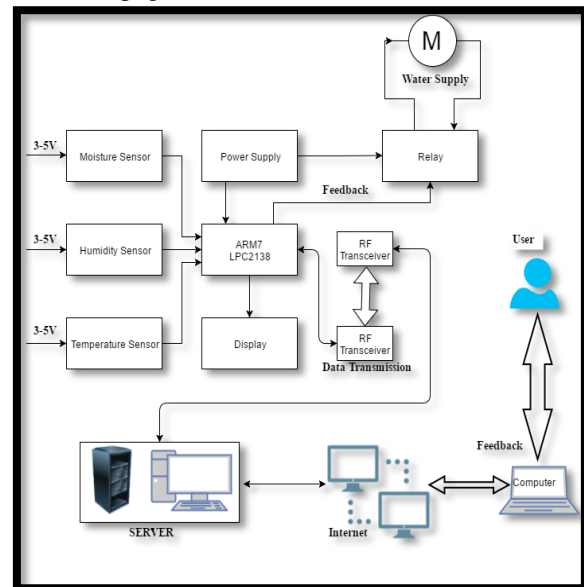 M
Water Supply
3-5V
Moisture Sensor
Power Supply
Relay
Feedback
3-5V
Humidity Sensor
ARM7
LPC2138
RF
Transceiver
User
3-5V
Temperature Sensor
Display
RF
Transceiver
Data Transmission
Feedback
Computer
SERVER
Internet